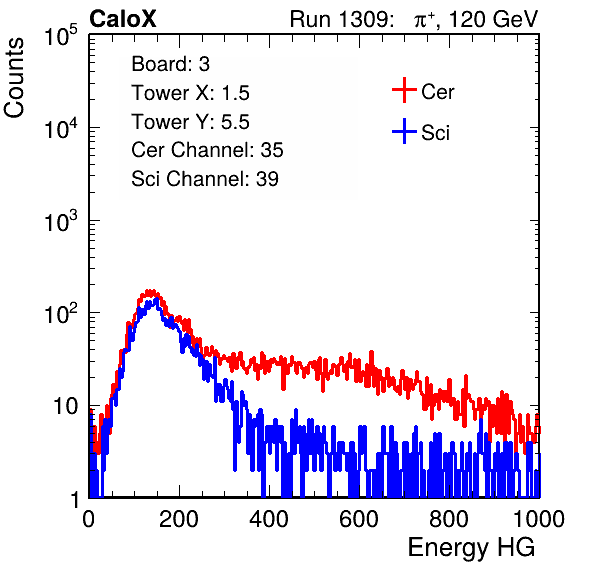 CaloX Run 1309: π⁺, 120 GeV
Counts
10⁵
10⁴
10³
10²
10
1
Board: 3
Tower X: 1.5
Tower Y: 5.5
Cer Channel: 35
Sci Channel: 39
Cer
Sci
0 200 400 600 800 1000
Energy HG